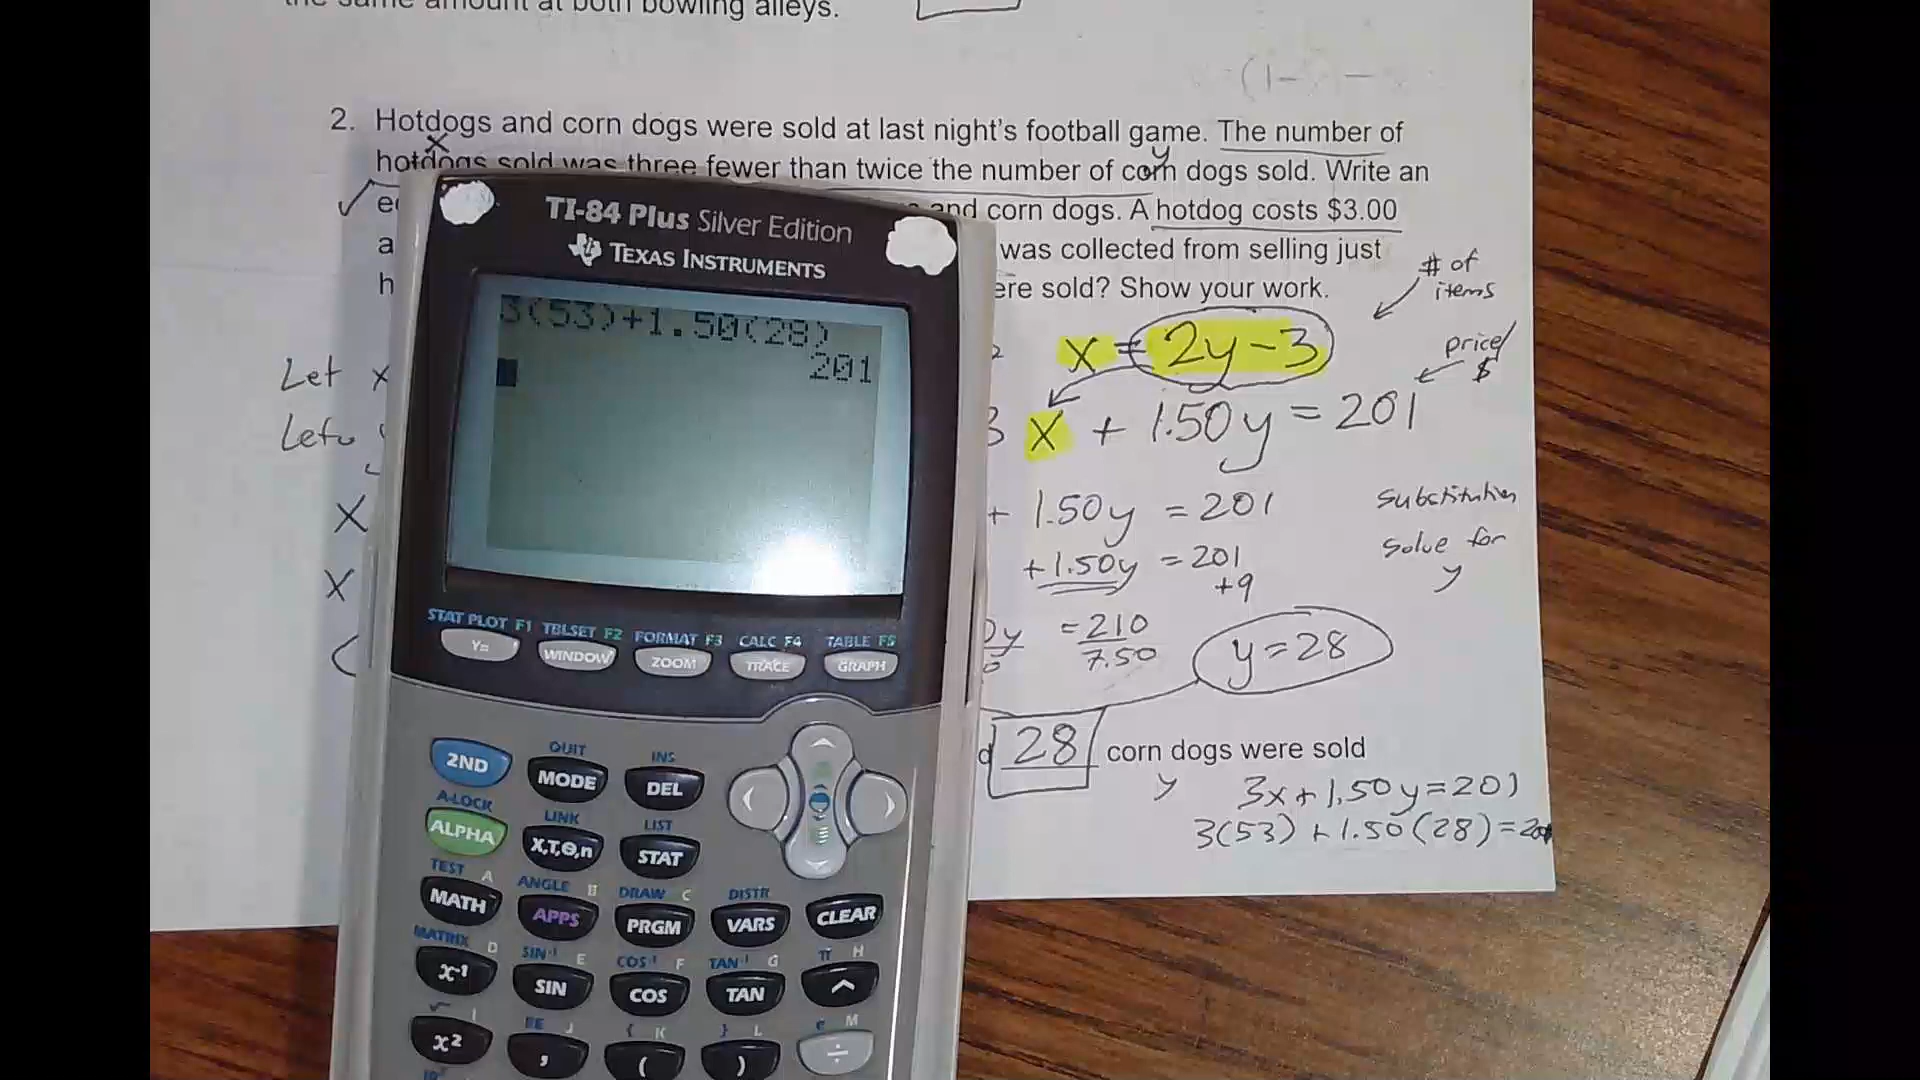 the same amount at both bowling alleys.
(1-
2. Hotdogs and corn dogs were sold at last night's football game. The number of
x
y
hotdogs sold was three fewer than twice the number of corn dogs sold. Write an
✓ and corn dogs. A hotdog costs $3.00
a was collected from selling just
h ere sold? Show your work.
# of
items
x = 2y-3
price/
$
Let x
3x + 1.50y = 201
Let
x + 1.50y = 201
substitution
x +1.50y = 201
+9
solve for
y
y = 210
7.50
y=28
28 corn dogs were sold
y
3x+1.50y=201
3(53)+1.50(28)=201
TI-84 Plus Silver Edition
TEXAS INSTRUMENTS
3(53)+1.50(28)
201
STAT PLOT F1 TBLSET F2 FORMAT F3 CALC F4 TABLE F5
Y= WINDOW ZOOM TRACE GRAPH
QUIT INS
2ND MODE DEL
A-LOCK LINK LIST
ALPHA X,T,Θ,n STAT
TEST A ANGLE B DRAW C DISTR
MATH APPS PRGM VARS CLEAR
MATRIX D SIN-1 E COS-1 F TAN-1 G π H
x-1 SIN COS TAN ^
√ I EE J { K } L e M
x2 , ( ) ÷